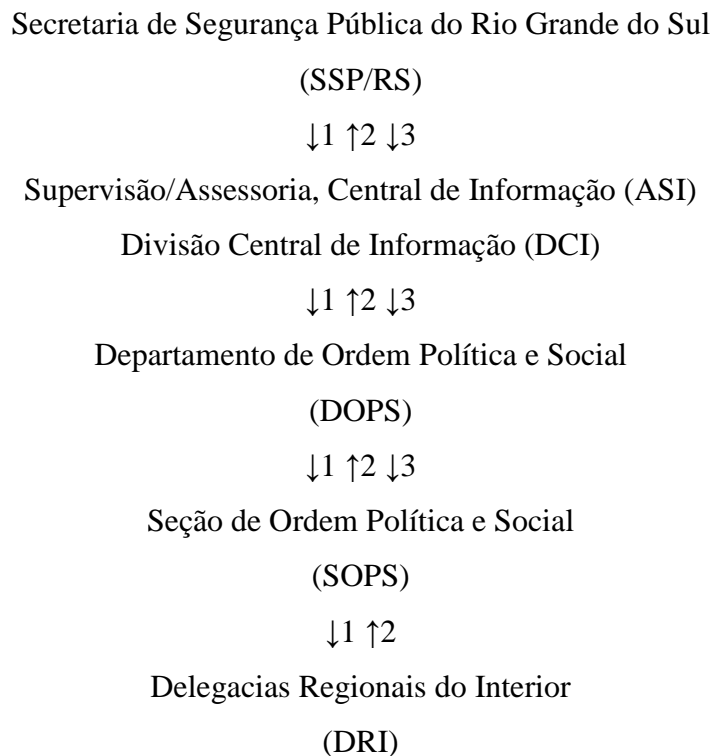 Secretaria de Segurança Pública do Rio Grande do Sul
(SSP/RS)
↓1 ↑2 ↓3
Supervisão/Assessoria, Central de Informação (ASI)
Divisão Central de Informação (DCI)
↓1 ↑2 ↓3
Departamento de Ordem Política e Social
(DOPS)
↓1 ↑2 ↓3
Seção de Ordem Política e Social
(SOPS)
↓1 ↑2
Delegacias Regionais do Interior
(DRI)